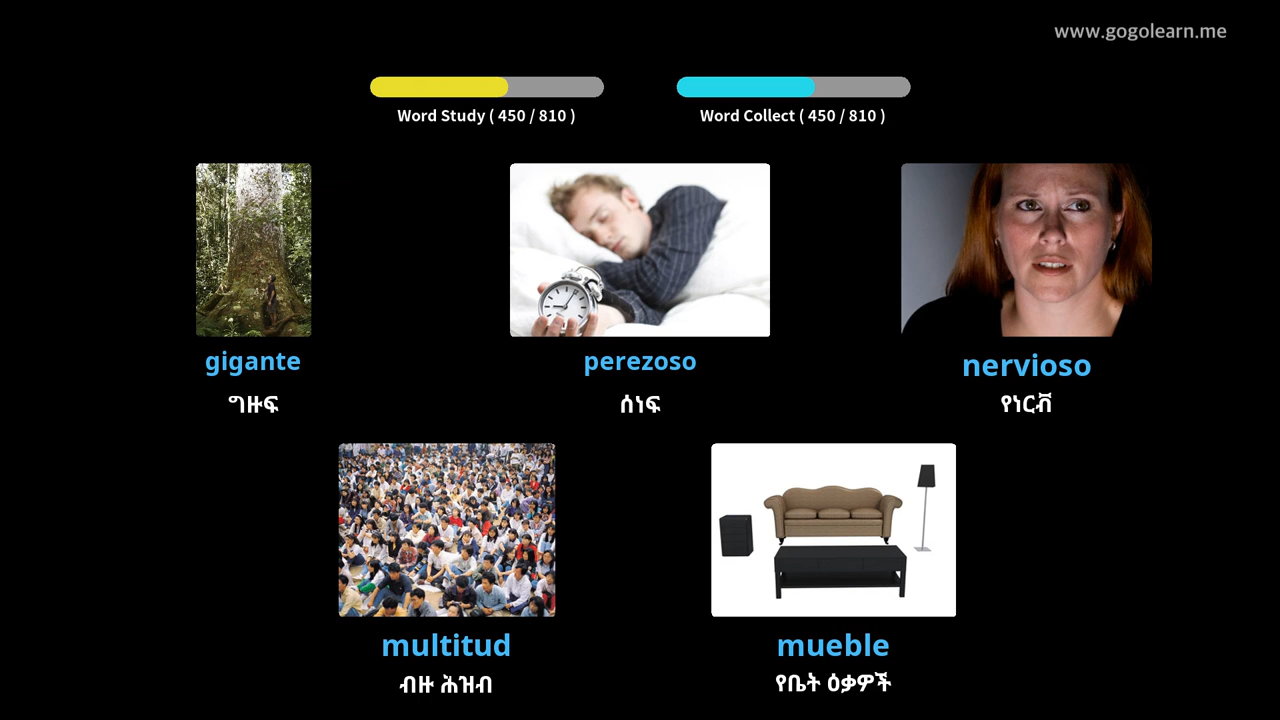 www.gogolearn.me
Word Study ( 450 / 810 )
Word Collect ( 450 / 810 )
gigante
ግዙፍ
perezoso
ሰነፍ
nervioso
የነርቭ
multitud
ብዙ ሕዝብ
mueble
የቤት ዕቃዎች